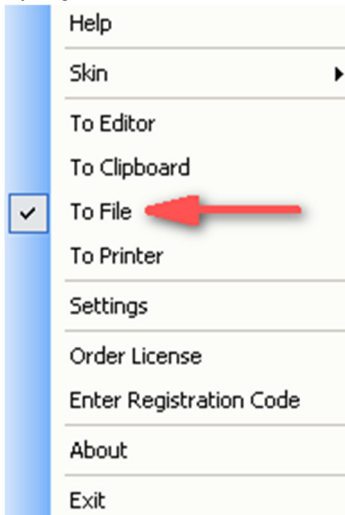 Help
Skin
To Editor
To Clipboard
To File
To Printer
Settings
Order License
Enter Registration Code
About
Exit